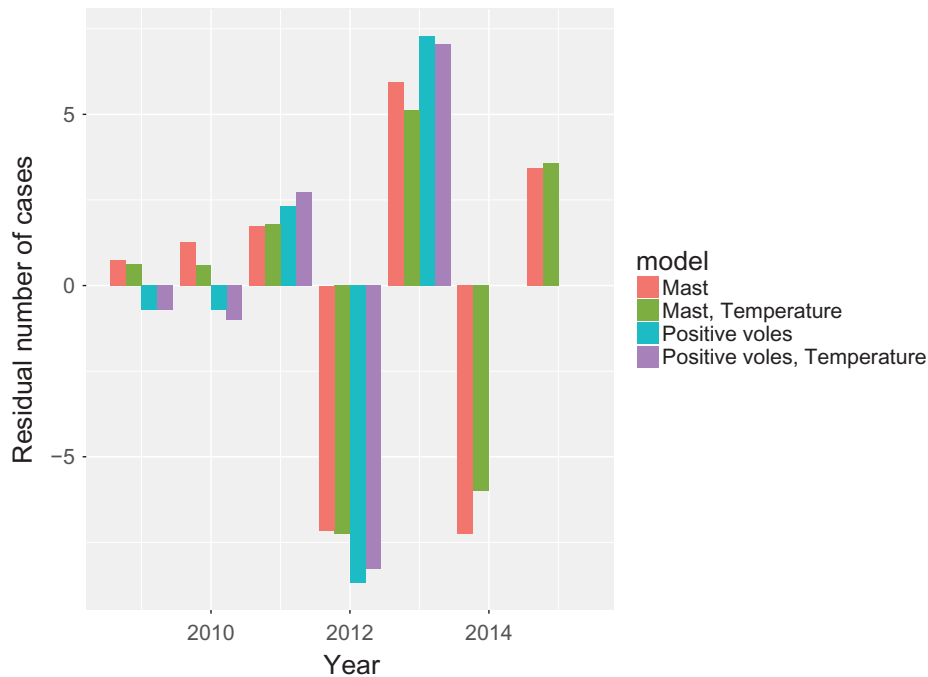 Residual number of cases
5
0
−5
2010
2012
2014
Year
model
Mast
Mast, Temperature
Positive voles
Positive voles, Temperature